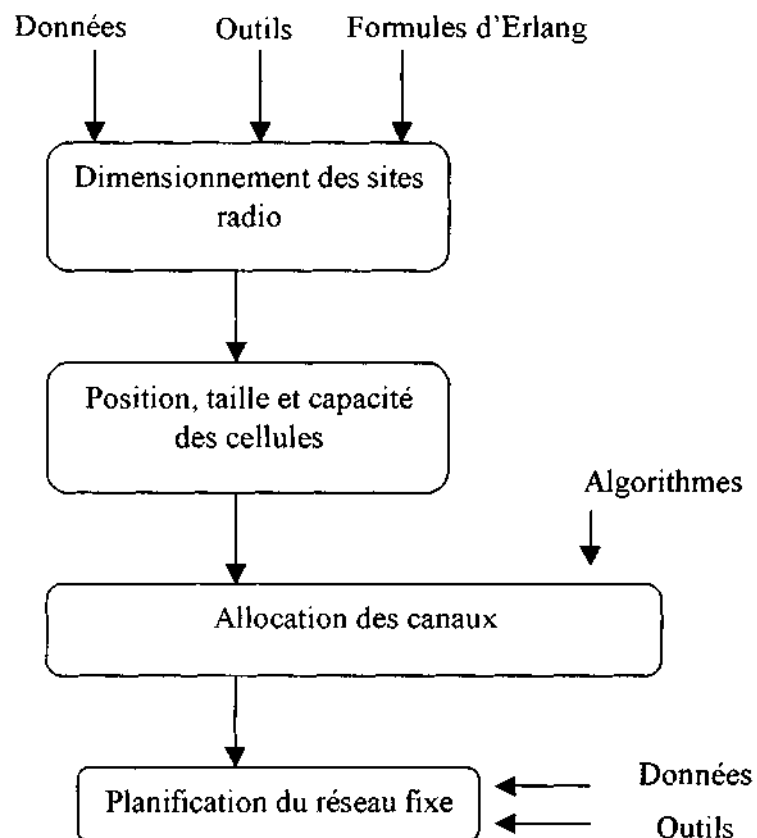 Données Outils Formules d'Erlang
Dimensionnement des sites
radio
Position, taille et capacité
des cellules
Algorithmes
Allocation des canaux
Planification du réseau fixe
Données
Outils